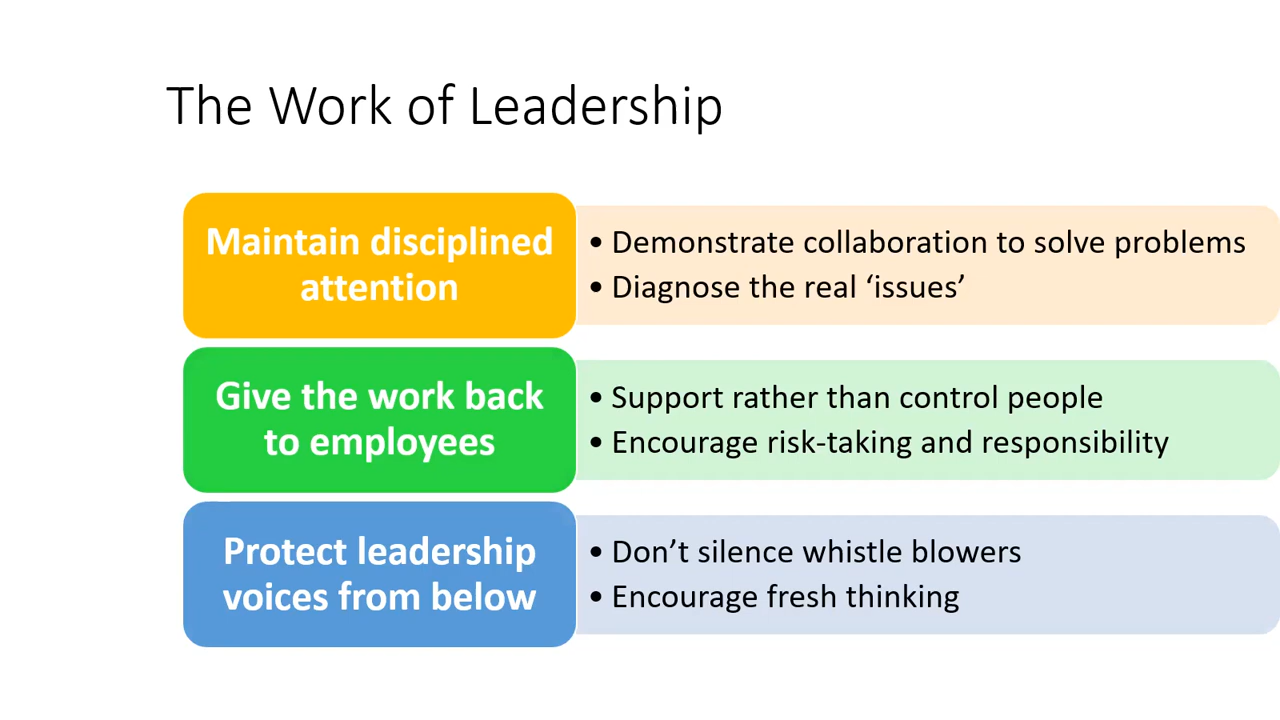 The Work of Leadership
Maintain disciplined
attention
• Demonstrate collaboration to solve problems
• Diagnose the real ‘issues’
Give the work back
to employees
• Support rather than control people
• Encourage risk-taking and responsibility
Protect leadership
voices from below
• Don’t silence whistle blowers
• Encourage fresh thinking